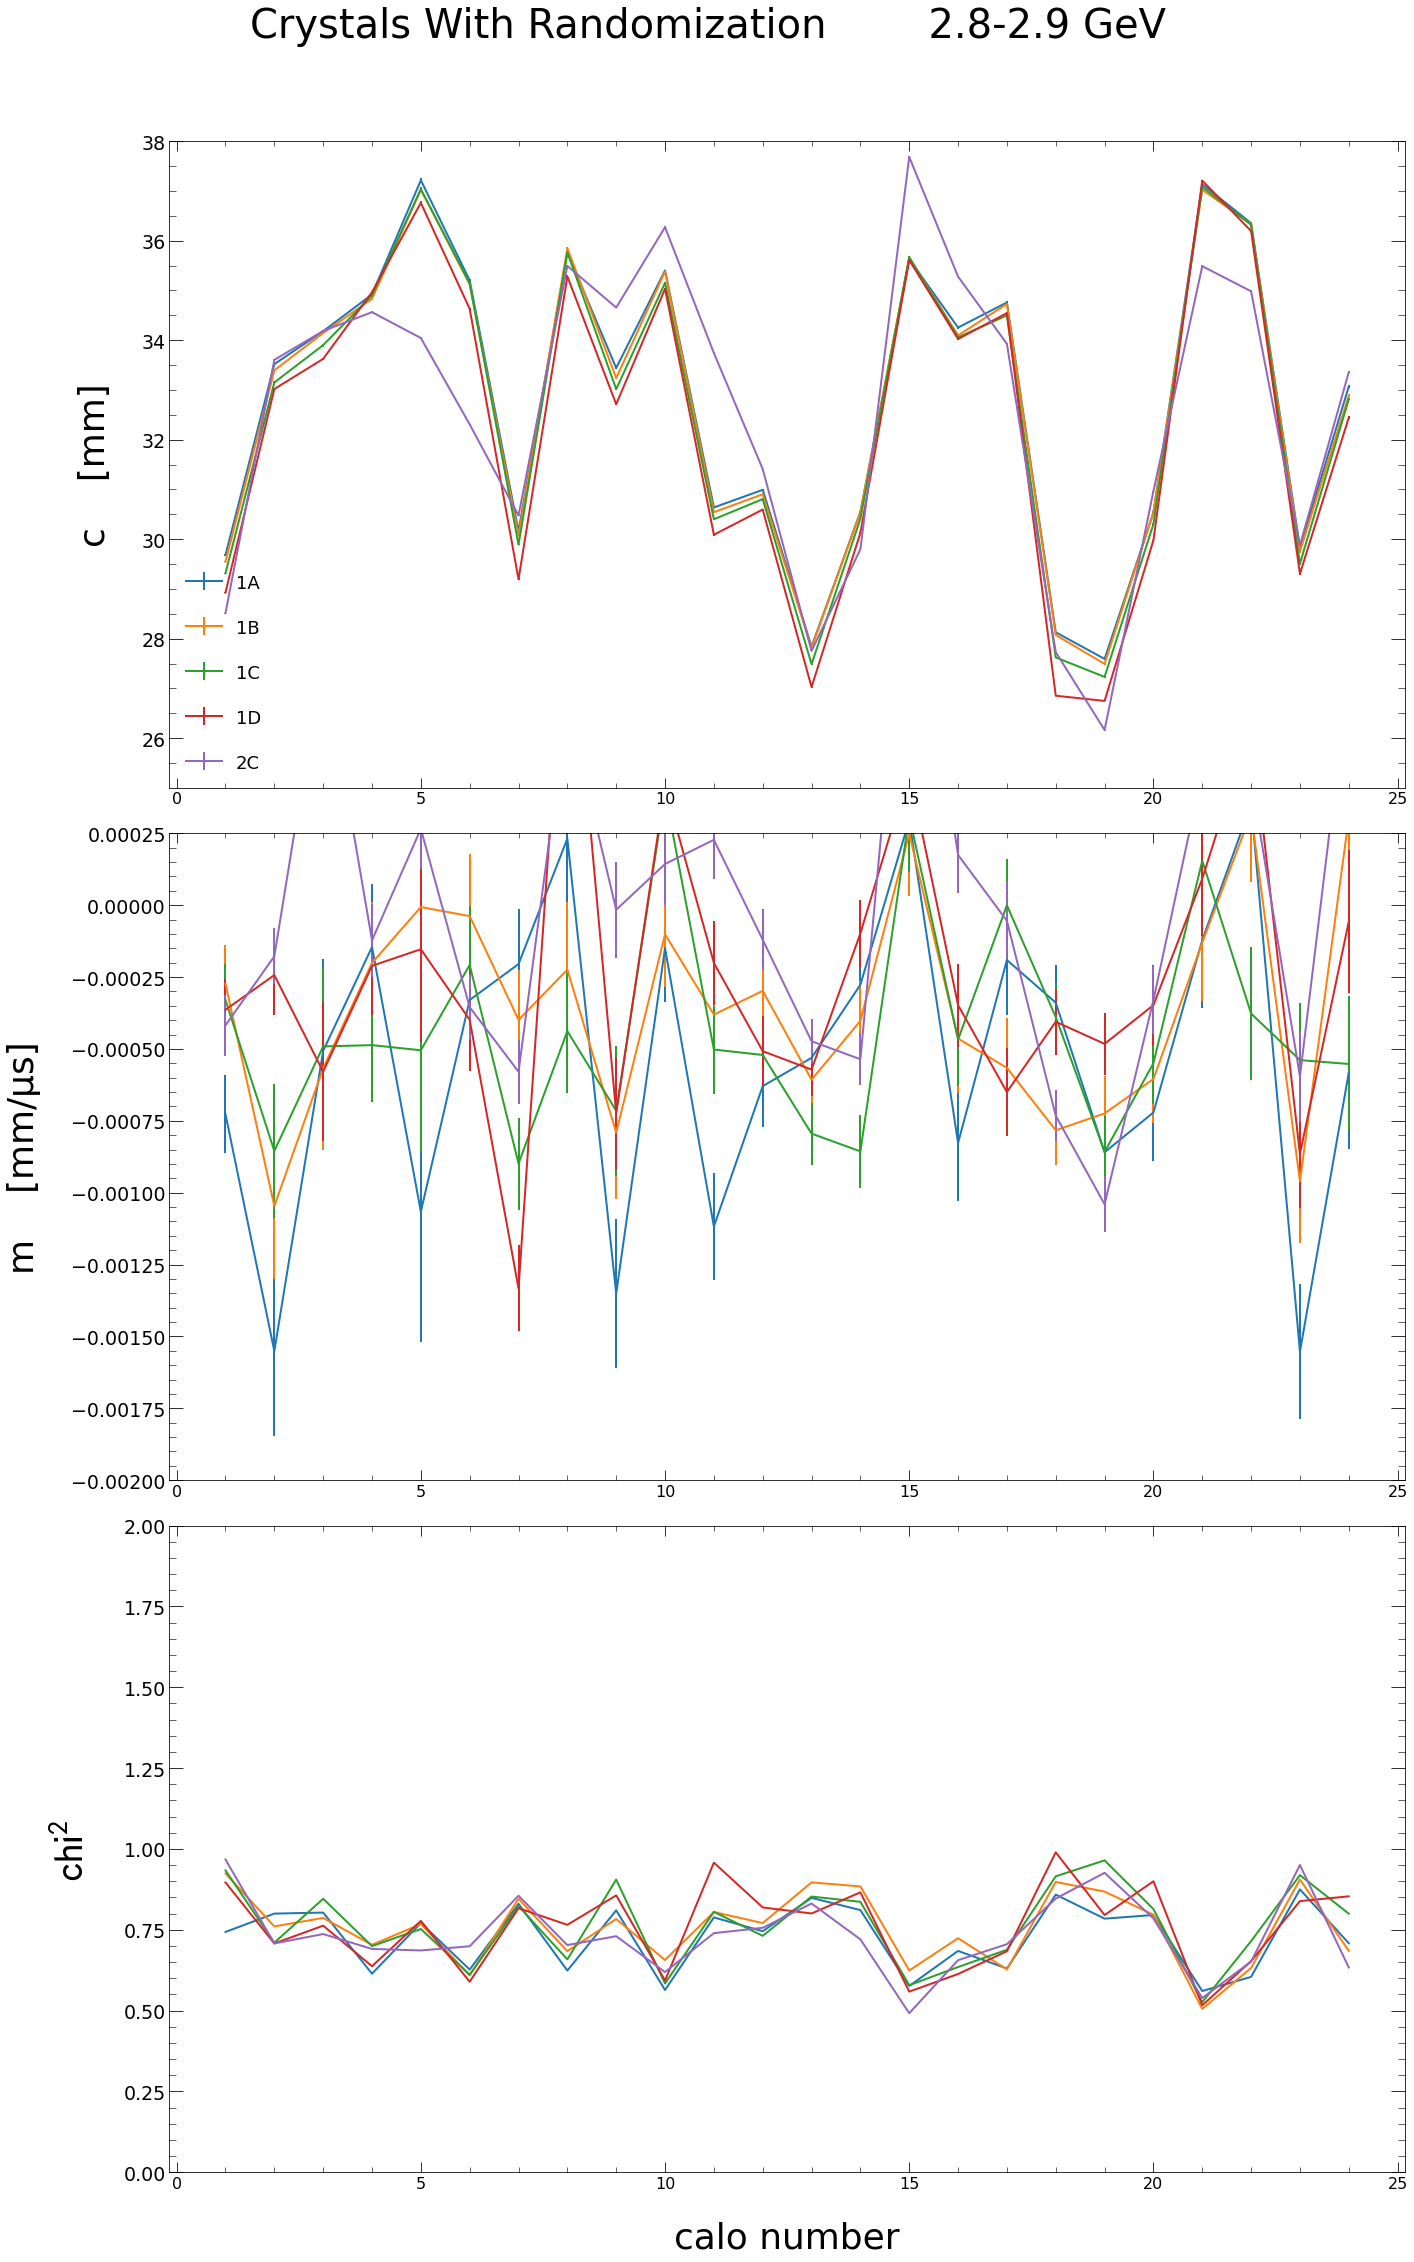 Crystals With Randomization 2.8-2.9 GeV
38
36
34
32
30
28
26
c [mm]
1A
1B
1C
1D
2C
0 5 10 15 20 25
0.00025
0.00000
−0.00025
−0.00050
−0.00075
−0.00100
−0.00125
−0.00150
−0.00175
−0.00200
m [mm/μs]
0 5 10 15 20 25
2.00
1.75
1.50
1.25
1.00
0.75
0.50
0.25
0.00
chi²
0 5 10 15 20 25
calo number